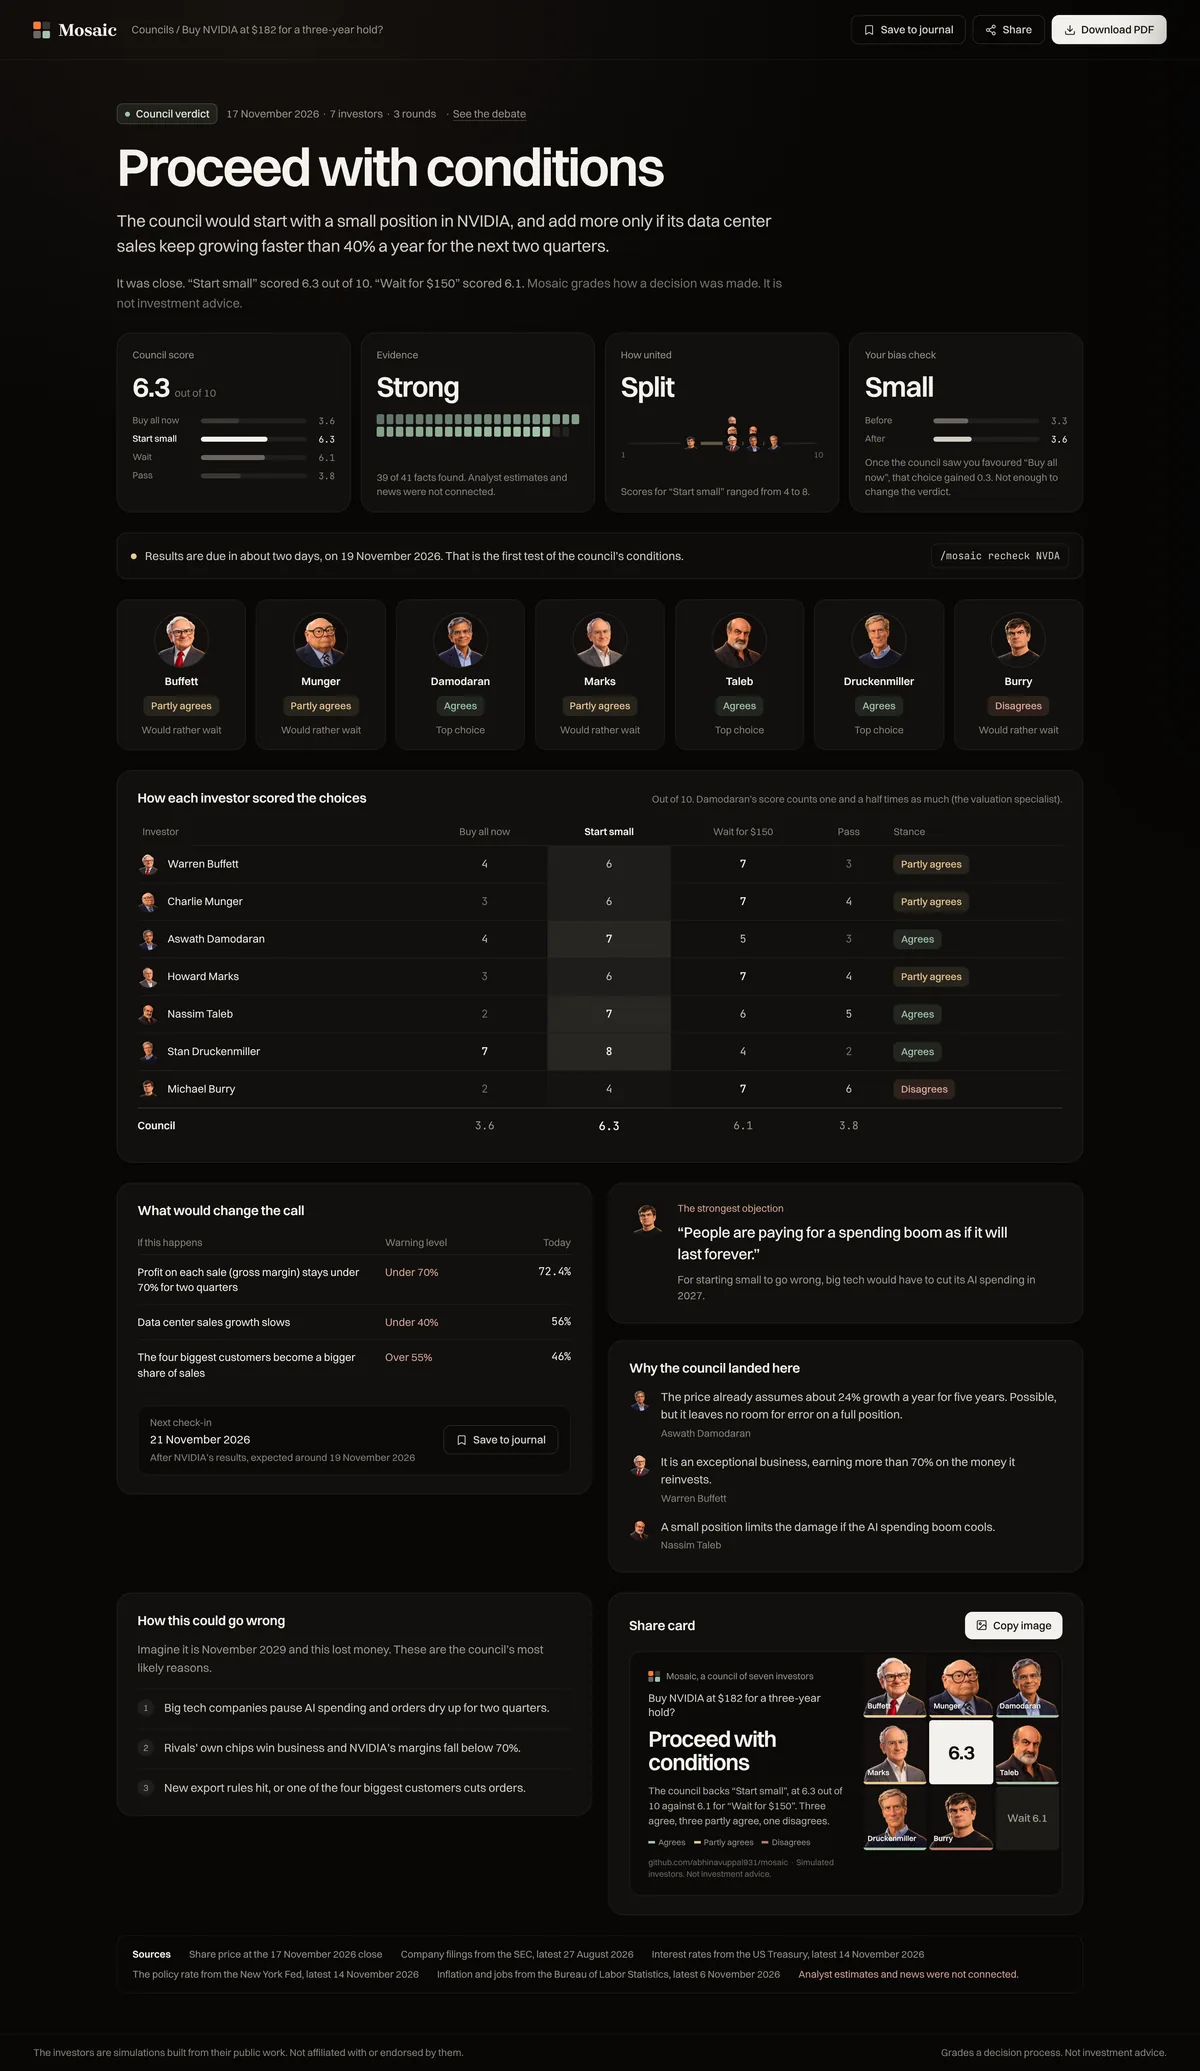 Mosaic
Councils / Buy NVIDIA at $182 for a three-year hold?
Save to journal
Share
Download PDF
Council verdict
17 November 2026 · 7 investors · 3 rounds · See the debate
Proceed with conditions
The council would start with a small position in NVIDIA, and add more only if its data center
sales keep growing faster than 40% a year for the next two quarters.
It was close. “Start small” scored 6.3 out of 10. “Wait for $150” scored 6.1. Mosaic grades how a decision was made. It is
not investment advice.
Council score
6.3 out of 10
Buy all now 3.6
Start small 6.3
Wait 6.1
Pass 3.8
Evidence
Strong
39 of 41 facts found. Analyst estimates and
news were not connected.
How united
Split
1 10
Scores for “Start small” ranged from 4 to 8.
Your bias check
Small
Before 3.3
After 3.6
Once the council saw you favoured “Buy all
now”, that choice gained 0.3. Not enough to
change the verdict.
Results are due in about two days, on 19 November 2026. That is the first test of the council’s conditions.
/mosaic recheck NVDA
Buffett
Partly agrees
Would rather wait
Munger
Partly agrees
Would rather wait
Damodaran
Agrees
Top choice
Marks
Partly agrees
Would rather wait
Taleb
Agrees
Top choice
Druckenmiller
Agrees
Top choice
Burry
Disagrees
Would rather wait
How each investor scored the choices
Out of 10. Damodaran’s score counts one and a half times as much (the valuation specialist).
Investor Buy all now Start small Wait for $150 Pass Stance
Warren Buffett 4 6 7 3 Partly agrees
Charlie Munger 3 6 7 4 Partly agrees
Aswath Damodaran 4 7 5 3 Agrees
Howard Marks 3 6 7 4 Partly agrees
Nassim Taleb 2 7 6 5 Agrees
Stan Druckenmiller 7 8 4 2 Agrees
Michael Burry 2 4 7 6 Disagrees
Council 3.6 6.3 6.1 3.8
What would change the call
If this happens Warning level Today
Profit on each sale (gross margin) stays under
70% for two quarters
Under 70% 72.4%
Data center sales growth slows Under 40% 56%
The four biggest customers become a bigger
share of sales
Over 55% 46%
Next check-in
21 November 2026
After NVIDIA’s results, expected around 19 November 2026
Save to journal
The strongest objection
“People are paying for a spending boom as if it will
last forever.”
For starting small to go wrong, big tech would have to cut its AI spending in
2027.
Why the council landed here
The price already assumes about 24% growth a year for five years. Possible,
but it leaves no room for error on a full position.
Aswath Damodaran
It is an exceptional business, earning more than 70% on the money it
reinvests.
Warren Buffett
A small position limits the damage if the AI spending boom cools.
Nassim Taleb
How this could go wrong
Imagine it is November 2029 and this lost money. These are the council’s most
likely reasons.
1 Big tech companies pause AI spending and orders dry up for two quarters.
2 Rivals’ own chips win business and NVIDIA’s margins fall below 70%.
3 New export rules hit, or one of the four biggest customers cuts orders.
Share card
Copy image
Mosaic, a council of seven investors
Buy NVIDIA at $182 for a three-year
hold?
Proceed with
conditions
The council backs “Start small”, at 6.3 out of
10 against 6.1 for “Wait for $150”. Three
agree, three partly agree, one disagrees.
Agrees Partly agrees Disagrees
github.com/abhinavuppal931/mosaic · Simulated
investors. Not investment advice.
Buffett Munger Damodaran
Marks 6.3 Taleb
Druckenmiller Burry Wait 6.1
Sources Share price at the 17 November 2026 close Company filings from the SEC, latest 27 August 2026 Interest rates from the US Treasury, latest 14 November 2026
The policy rate from the New York Fed, latest 14 November 2026 Inflation and jobs from the Bureau of Labor Statistics, latest 6 November 2026 Analyst estimates and news were not connected.
The investors are simulations built from their public work. Not affiliated with or endorsed by them.
Grades a decision process. Not investment advice.